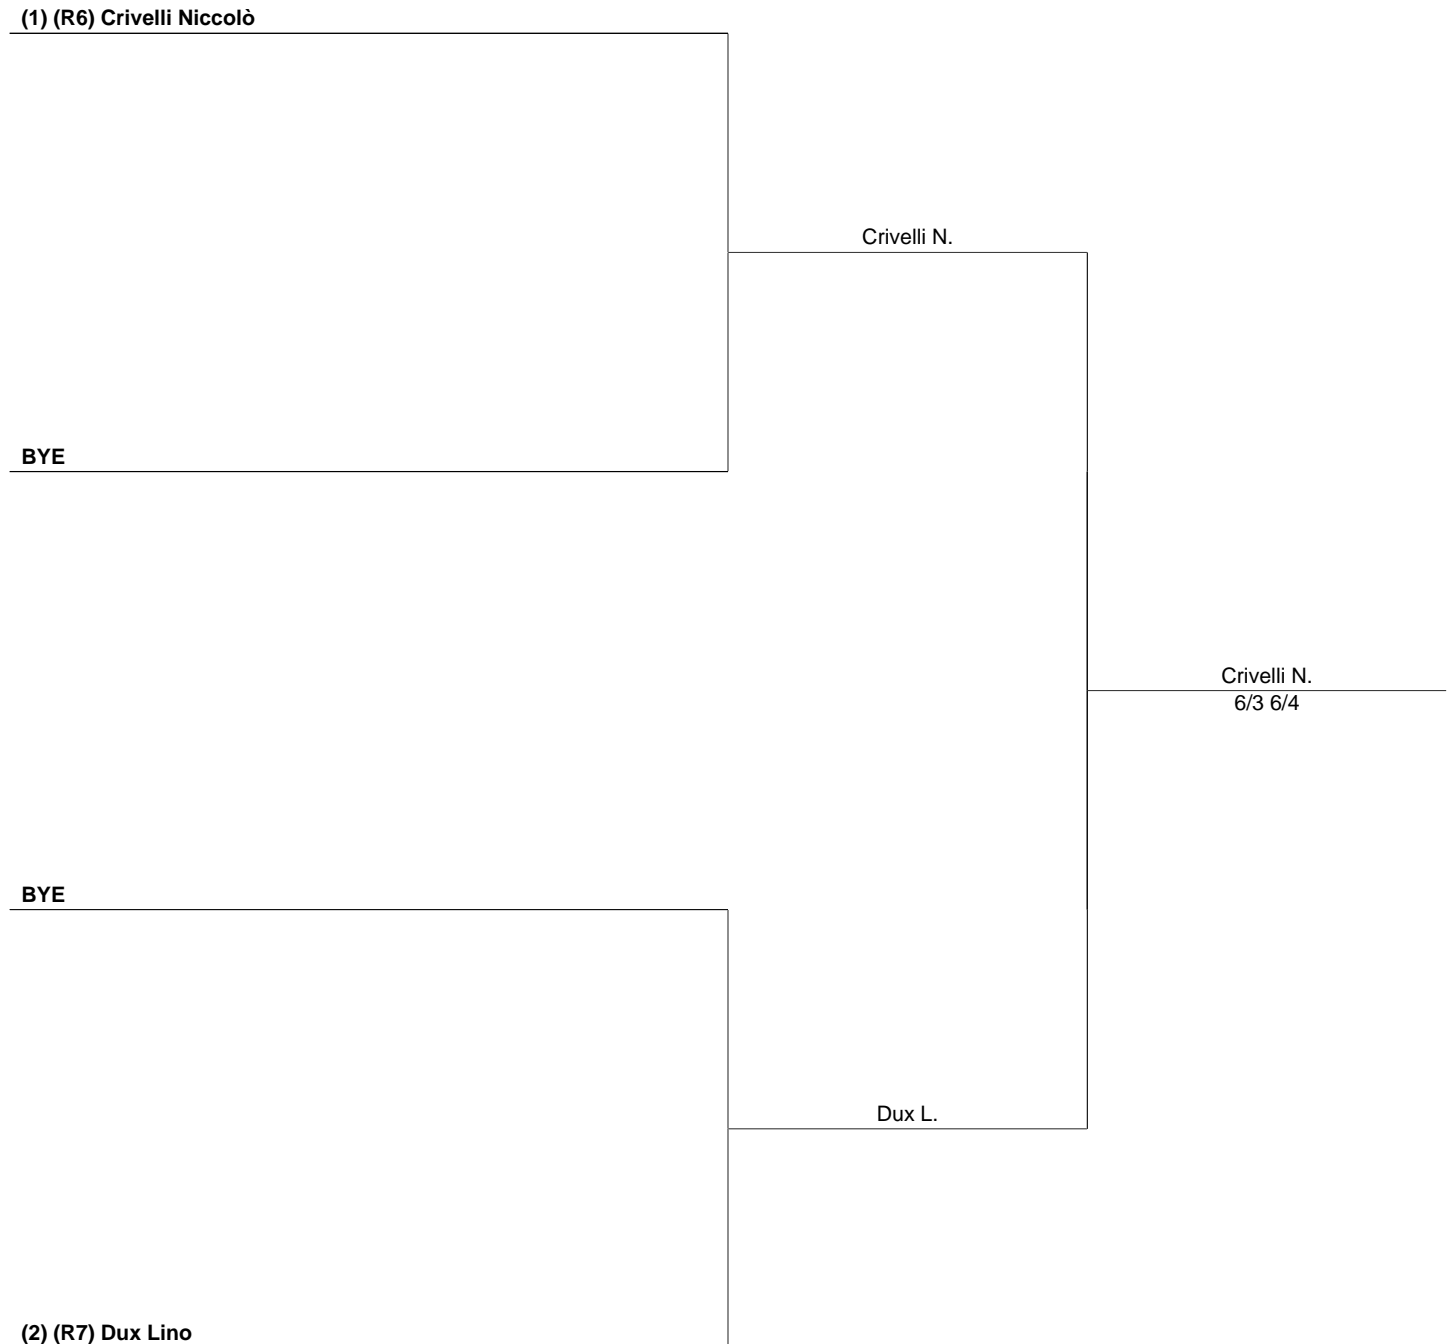 (1) (R6) Crivelli Niccolò
Crivelli N.
BYE
Crivelli N.
6/3 6/4
BYE
Dux L.
(2) (R7) Dux Lino